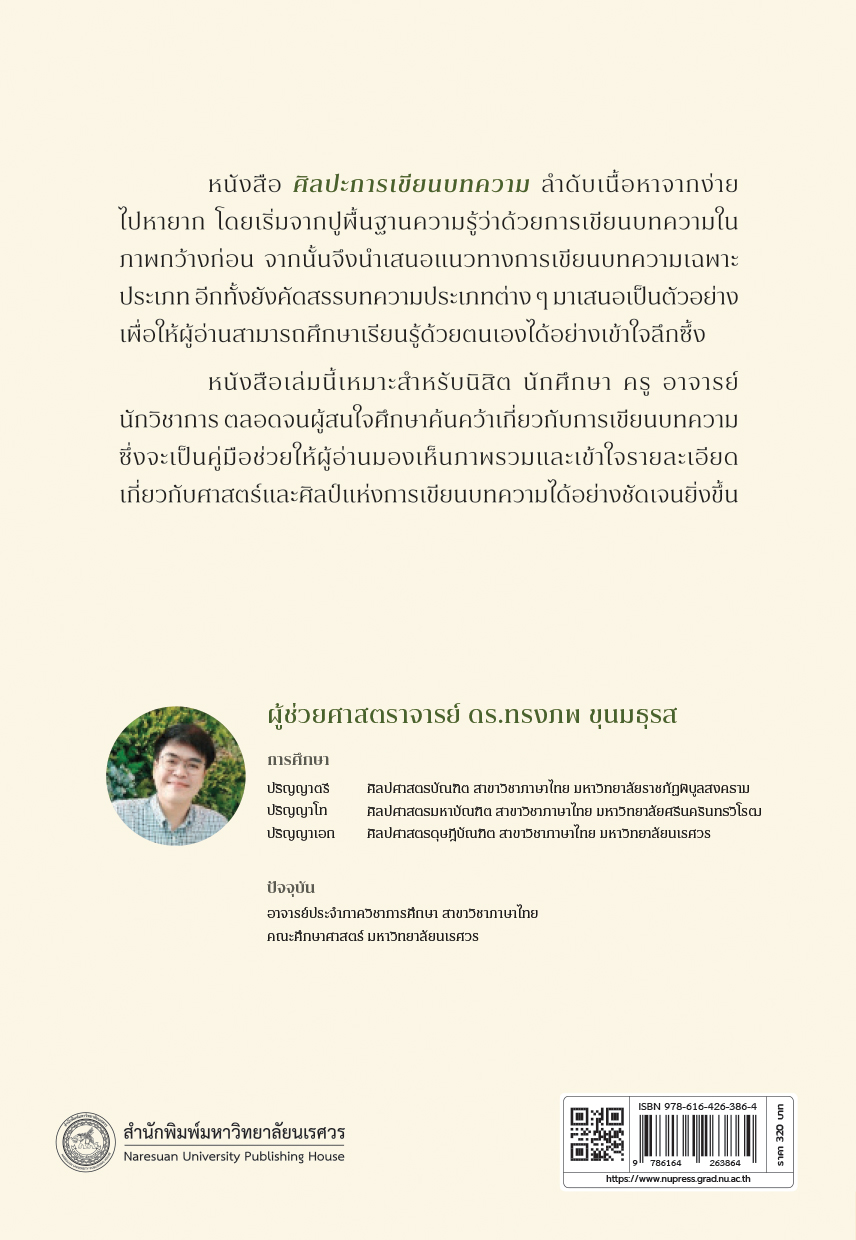 หนังสือ ศิลปะการเขียนบทความ ลำดับเนื้อหาจากง่าย
ไปหายาก โดยเริ่มจากปูพื้นฐานความรู้ว่าด้วยการเขียนบทความใน
ภาพกว้างก่อน จากนั้นจึงนำเสนอแนวทางการเขียนบทความเฉพาะ
ประเภท อีกทั้งยังคัดสรรบทความประเภทต่าง ๆ มาเสนอเป็นตัวอย่าง
เพื่อให้ผู้อ่านสามารถศึกษาเรียนรู้ด้วยตนเองได้อย่างเข้าใจลึกซึ้ง
หนังสือเล่มนี้เหมาะสำหรับนิสิต นักศึกษา ครู อาจารย์
นักวิชาการ ตลอดจนผู้สนใจศึกษาค้นคว้าเกี่ยวกับการเขียนบทความ
ซึ่งจะเป็นคู่มือช่วยให้ผู้อ่านมองเห็นภาพรวมและเข้าใจรายละเอียด
เกี่ยวกับศาสตร์และศิลป์แห่งการเขียนบทความได้อย่างชัดเจนยิ่งขึ้น
ผู้ช่วยศาสตราจารย์ ดร.ทรงภพ ขุนมธุรส
การศึกษา
ปริญญาตรี ศิลปศาสตรบัณฑิต สาขาวิชาภาษาไทย มหาวิทยาลัยราชภัฏพิบูลสงคราม
ปริญญาโท ศิลปศาสตรมหาบัณฑิต สาขาวิชาภาษาไทย มหาวิทยาลัยศรีนครินทรวิโรฒ
ปริญญาเอก ศิลปศาสตรดุษฎีบัณฑิต สาขาวิชาภาษาไทย มหาวิทยาลัยนเรศวร
ปัจจุบัน
อาจารย์ประจำภาควิชาการศึกษา สาขาวิชาภาษาไทย
คณะศึกษาศาสตร์ มหาวิทยาลัยนเรศวร
สำนักพิมพ์มหาวิทยาลัยนเรศวร
Naresuan University Publishing House
ISBN 978-616-426-386-4
9 786164 263864
ราคา 320 บาท
https://www.nupress.grad.nu.ac.th